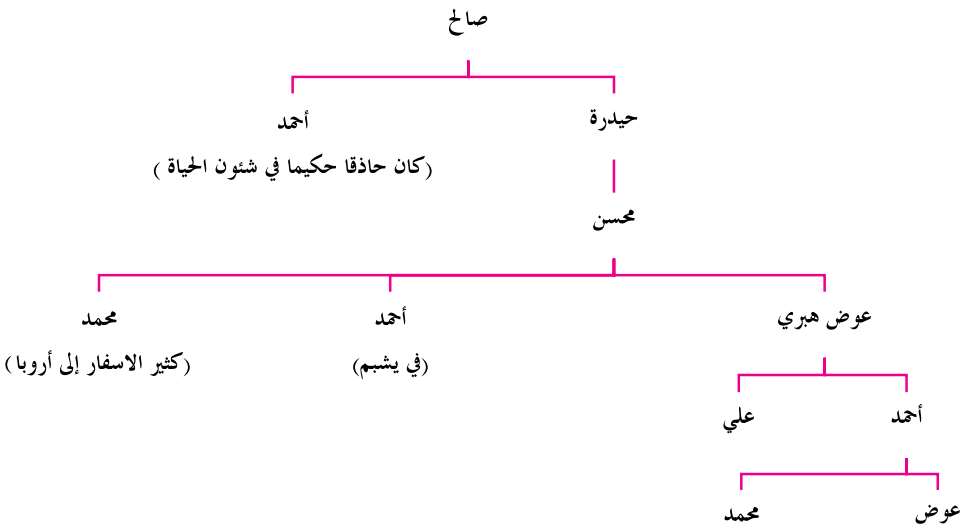 صالح
حيدرة
أحمد
(كان حاذقا حكيما في شئون الحياة )
محسن
عوض هبري
أحمد
محمد
(في يشبم)
(كثير الاسفار إلى أروبا)
أحمد
علي
عوض
محمد